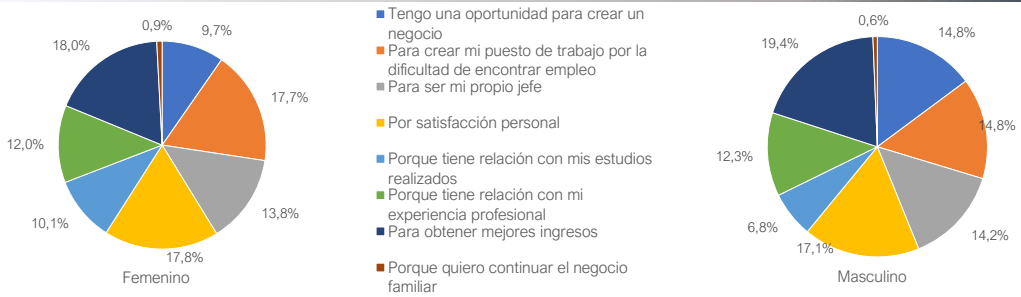 0,9%
9,7%
18,0%
17,7%
12,0%
13,8%
10,1%
17,8%
Femenino
Tengo una oportunidad para crear un
negocio
Para crear mi puesto de trabajo por la
dificultad de encontrar empleo
Para ser mi propio jefe
Por satisfacción personal
Porque tiene relación con mis estudios
realizados
Porque tiene relación con mi
experiencia profesional
Para obtener mejores ingresos
Porque quiero continuar el negocio
familiar
0,6%
14,8%
19,4%
14,8%
12,3%
6,8%
14,2%
17,1%
Masculino